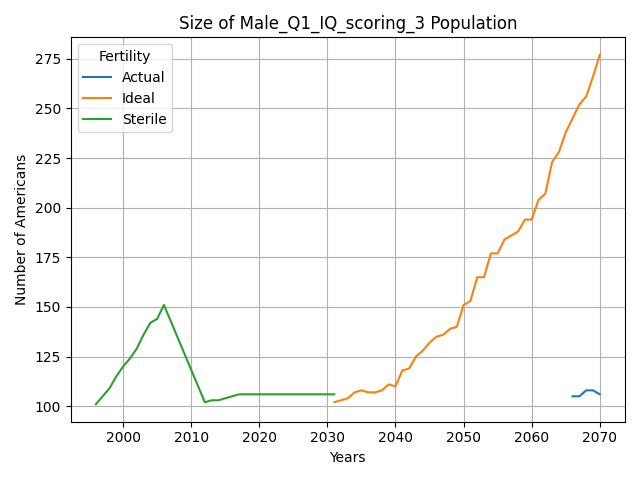 Size of Male_Q1_IQ_scoring_3 Population
Fertility
Actual
Ideal
Sterile
Number of Americans
275
250
225
200
175
150
125
100
2000 2010 2020 2030 2040 2050 2060 2070
Years